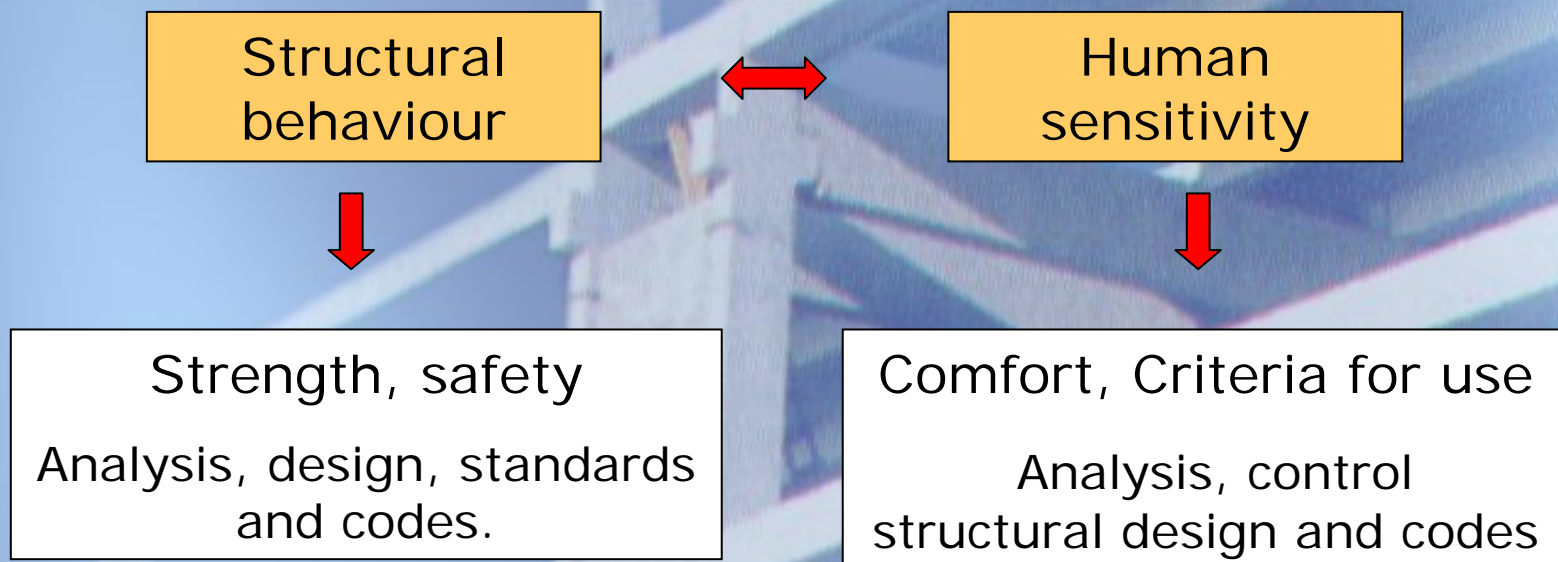 Structural
behaviour
Human
sensitivity
Strength, safety
Analysis, design, standards
and codes.
Comfort, Criteria for use
Analysis, control
structural design and codes